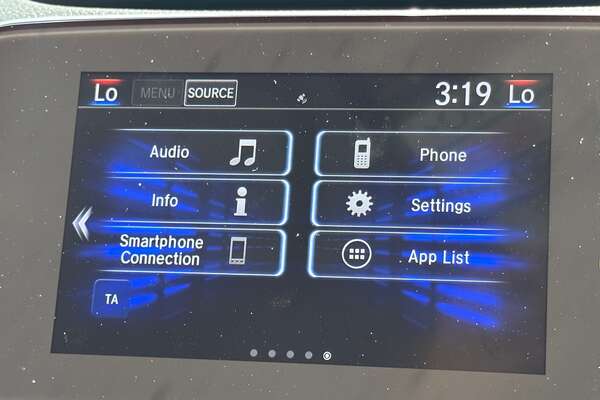 Lo MENU SOURCE 3:19 Lo
Audio
Phone
Info
Settings
Smartphone
Connection
App List
TA